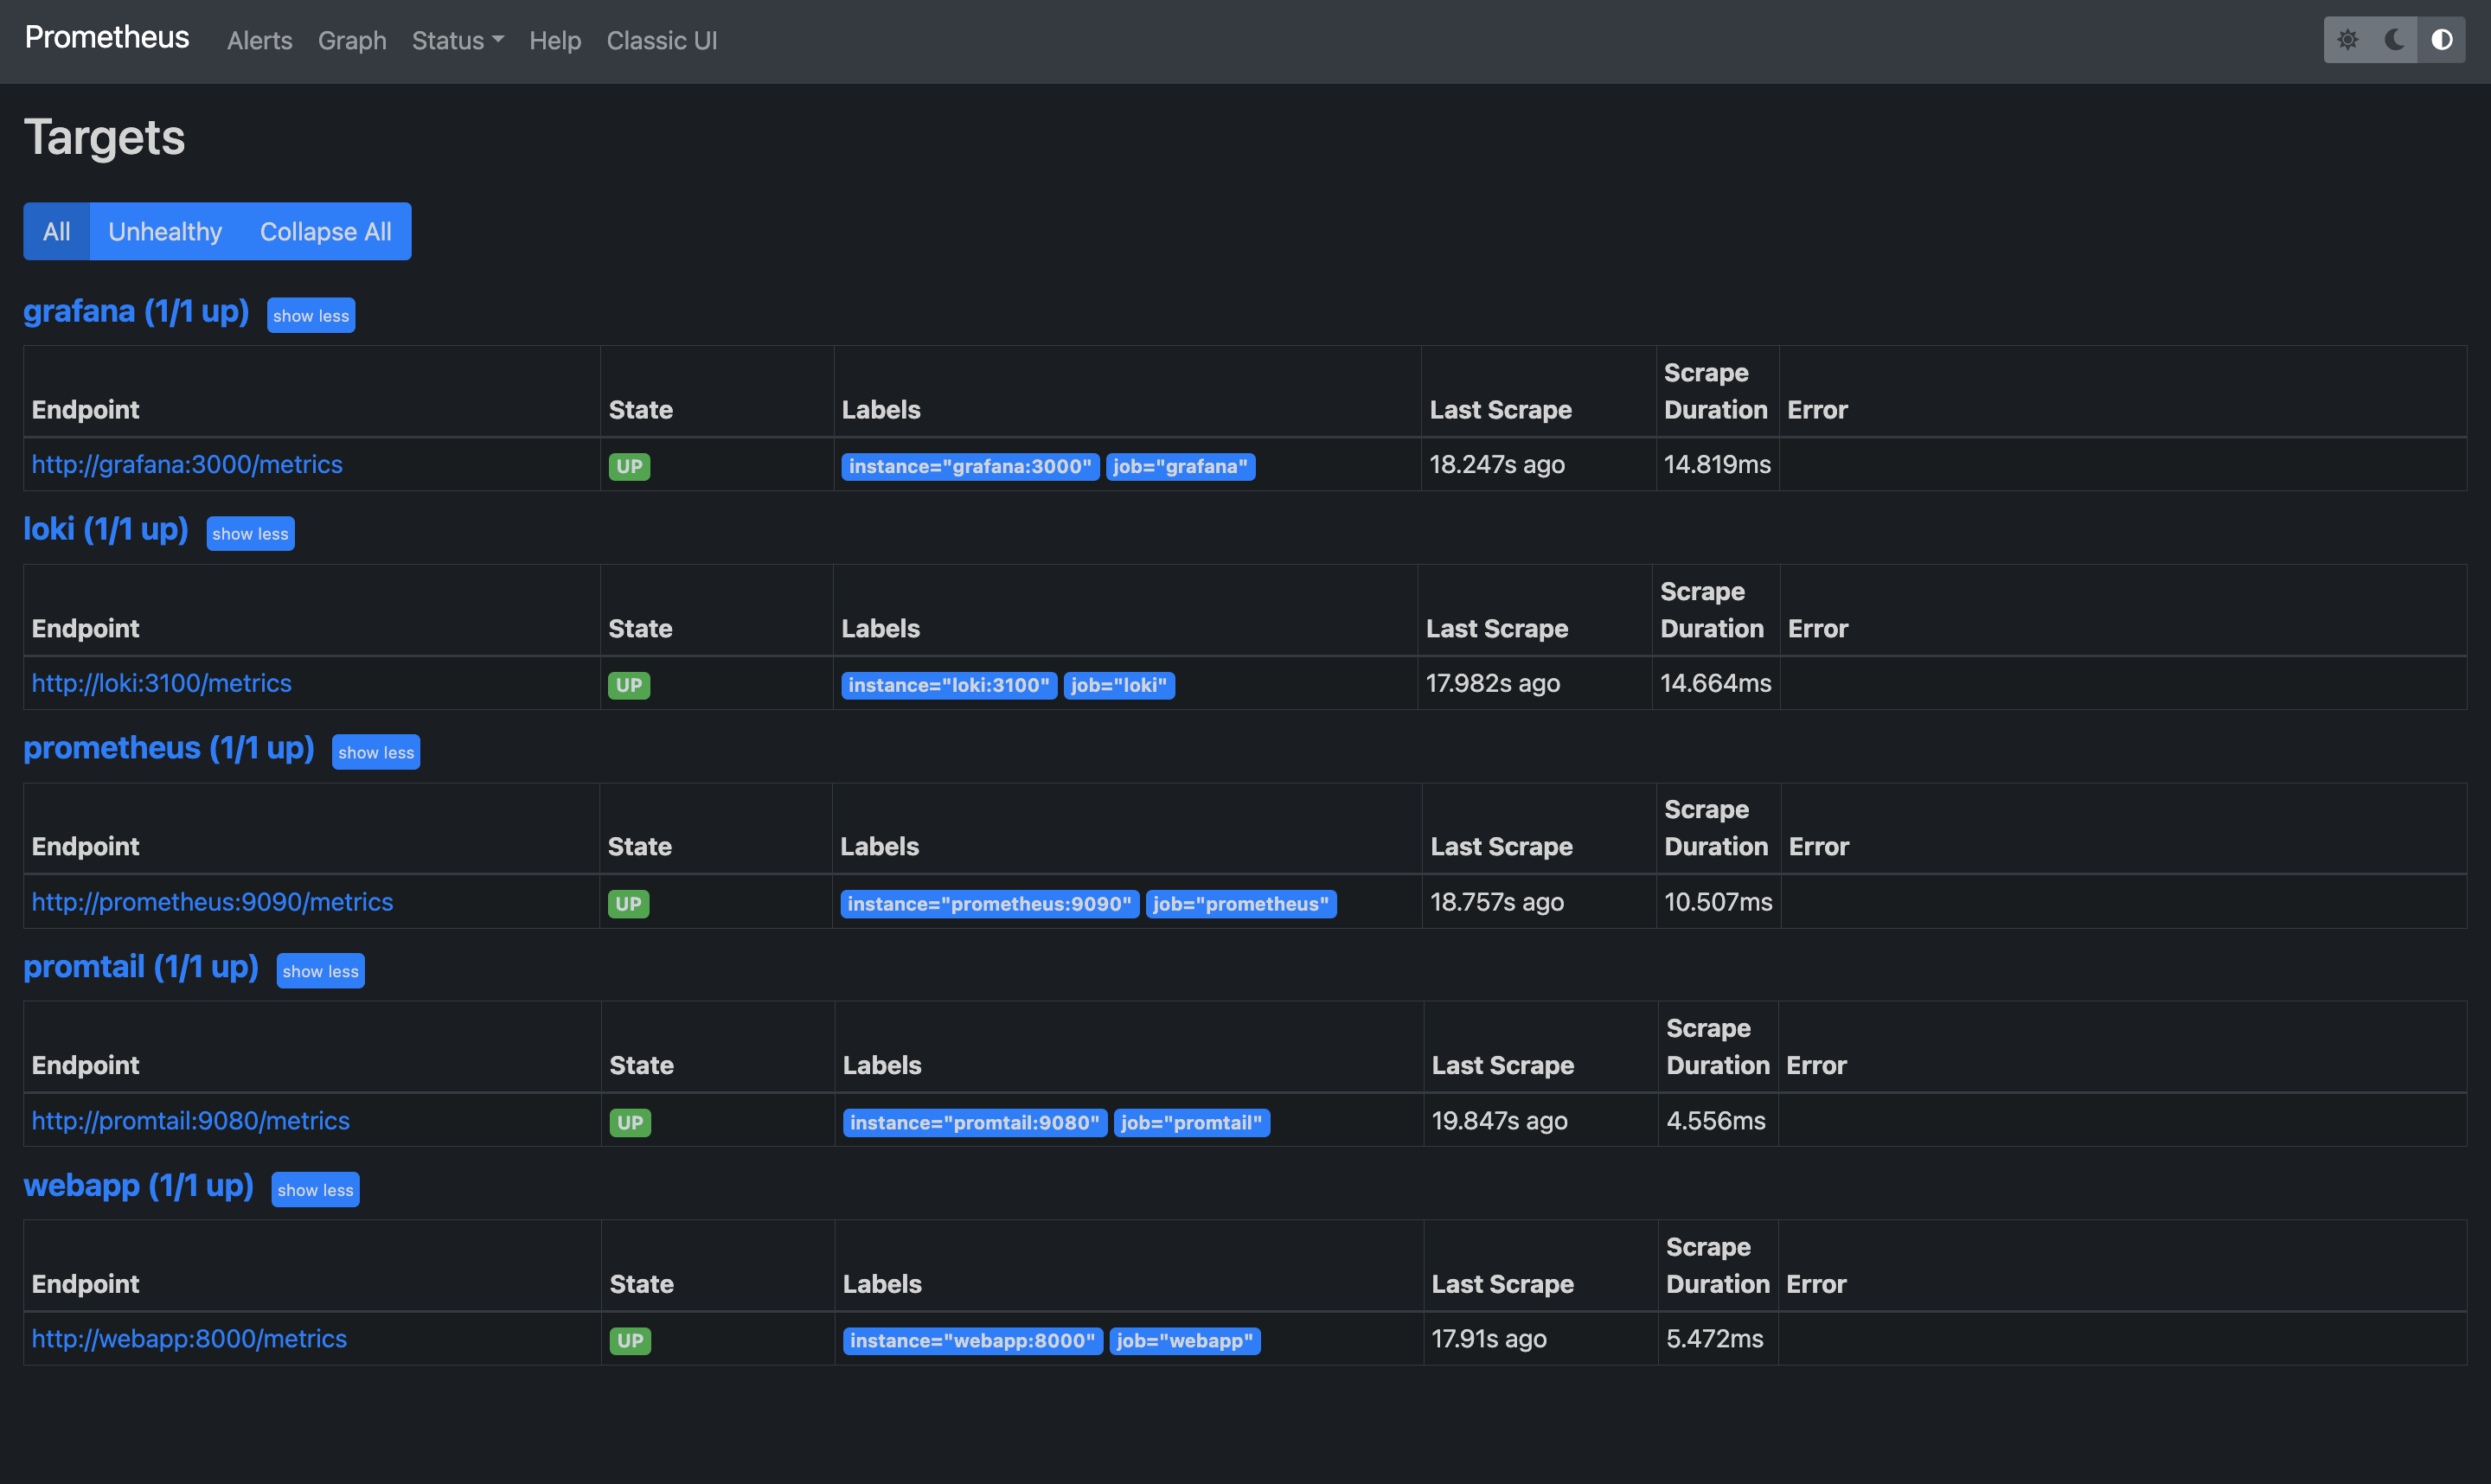 Prometheus Alerts Graph Status Help Classic UI
Targets
All Unhealthy Collapse All
grafana (1/1 up) show less
Endpoint State Labels Last Scrape Scrape Duration Error
http://grafana:3000/metrics UP instance="grafana:3000" job="grafana" 18.247s ago 14.819ms
loki (1/1 up) show less
Endpoint State Labels Last Scrape Scrape Duration Error
http://loki:3100/metrics UP instance="loki:3100" job="loki" 17.982s ago 14.664ms
prometheus (1/1 up) show less
Endpoint State Labels Last Scrape Scrape Duration Error
http://prometheus:9090/metrics UP instance="prometheus:9090" job="prometheus" 18.757s ago 10.507ms
promtail (1/1 up) show less
Endpoint State Labels Last Scrape Scrape Duration Error
http://promtail:9080/metrics UP instance="promtail:9080" job="promtail" 19.847s ago 4.556ms
webapp (1/1 up) show less
Endpoint State Labels Last Scrape Scrape Duration Error
http://webapp:8000/metrics UP instance="webapp:8000" job="webapp" 17.91s ago 5.472ms